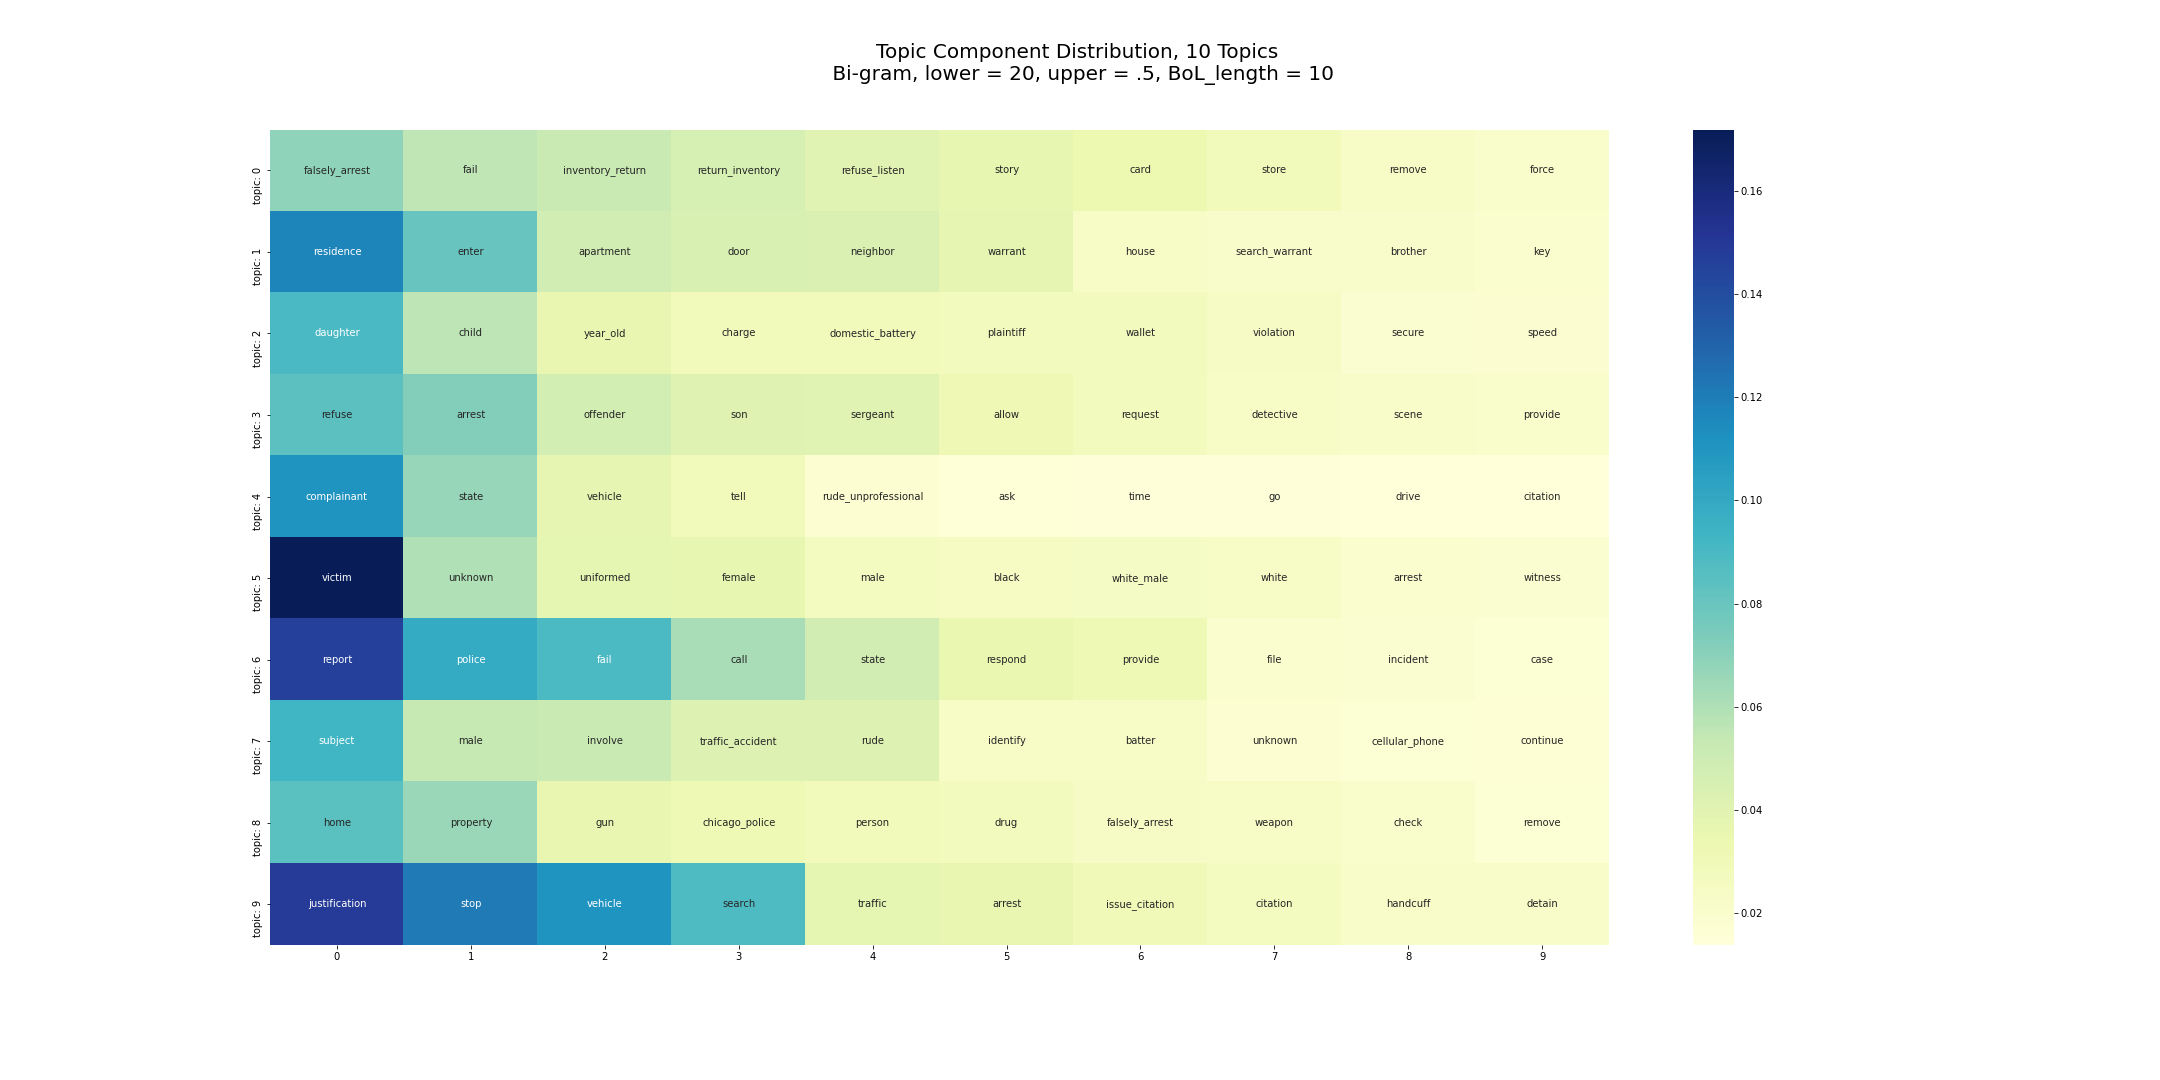 Topic Component Distribution, 10 Topics
Bi-gram, lower = 20, upper = .5, BoL_length = 10
topic: 0 falsely_arrest fail inventory_return return_inventory refuse_listen story card store remove force
topic: 1 residence enter apartment door neighbor warrant house search_warrant brother key
topic: 2 daughter child year_old charge domestic_battery plaintiff wallet violation secure speed
topic: 3 refuse arrest offender son sergeant allow request detective scene provide
topic: 4 complainant state vehicle tell rude_unprofessional ask time go drive citation
topic: 5 victim unknown uniformed female male black white_male white arrest witness
topic: 6 report police fail call state respond provide file incident case
topic: 7 subject male involve traffic_accident rude identify batter unknown cellular_phone continue
topic: 8 home property gun chicago_police person drug falsely_arrest weapon check remove
topic: 9 justification stop vehicle search traffic arrest issue_citation citation handcuff detain
0 1 2 3 4 5 6 7 8 9
0.16
0.14
0.12
0.10
0.08
0.06
0.04
0.02